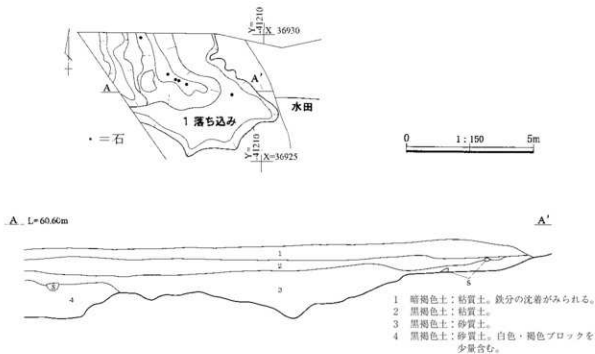 Y=
41210
X 36930
A
A'
水田
1 落ち込み
• =石
Y=
41210
X=36925
0 1:150 5m
A L=60.60m A'
1
2
3
4
S
S
1 暗褐色土：粘質土。鉄分の沈着がみられる。
2 黒褐色土：粘質土。
3 黒褐色土：砂質土。
4 黒褐色土：砂質土。白色・褐色ブロックを
少量含む。